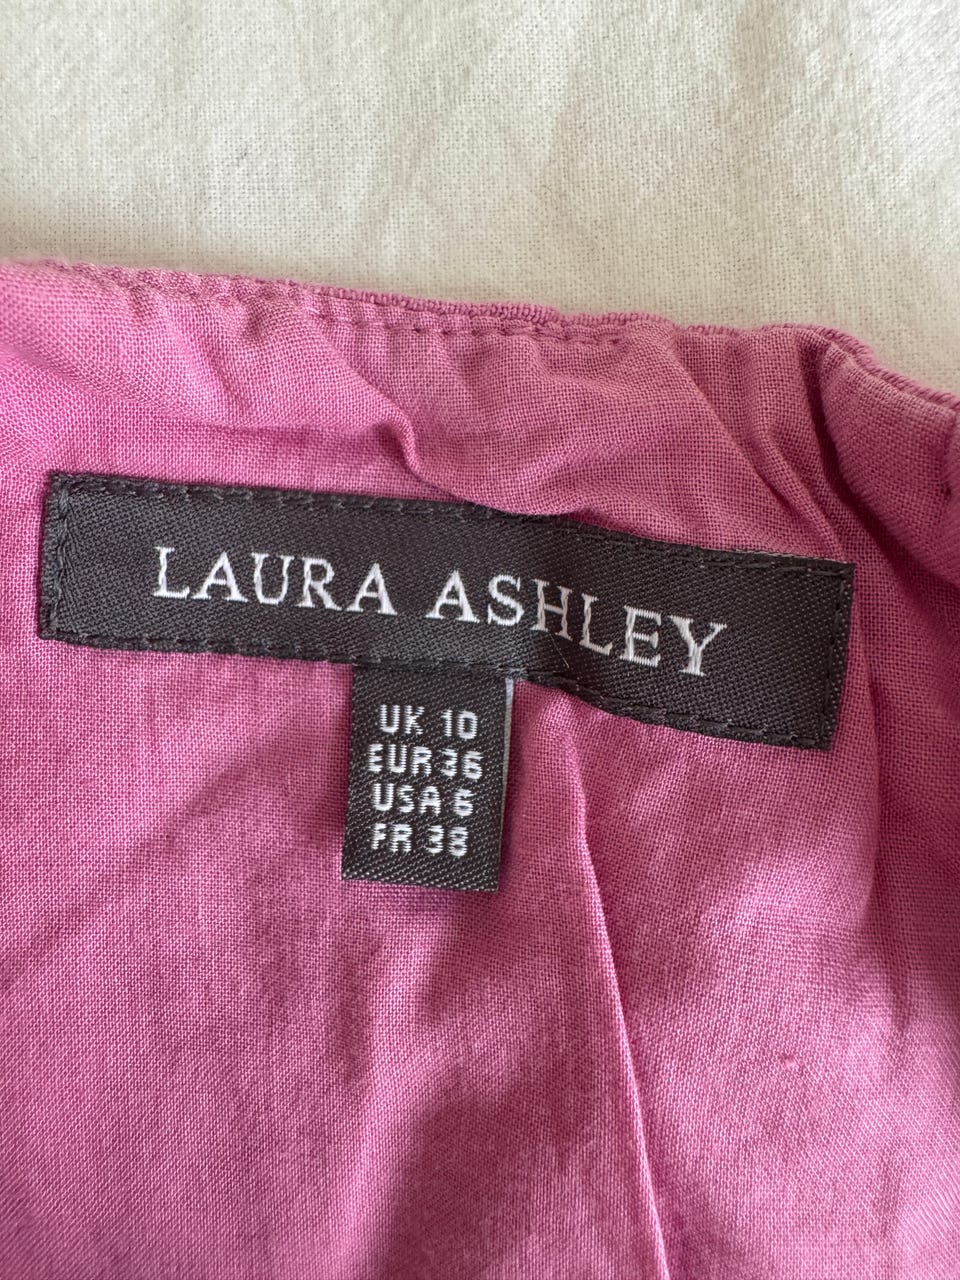 LAURA ASHLEY
UK 10
EUR 36
USA 6
FR 38